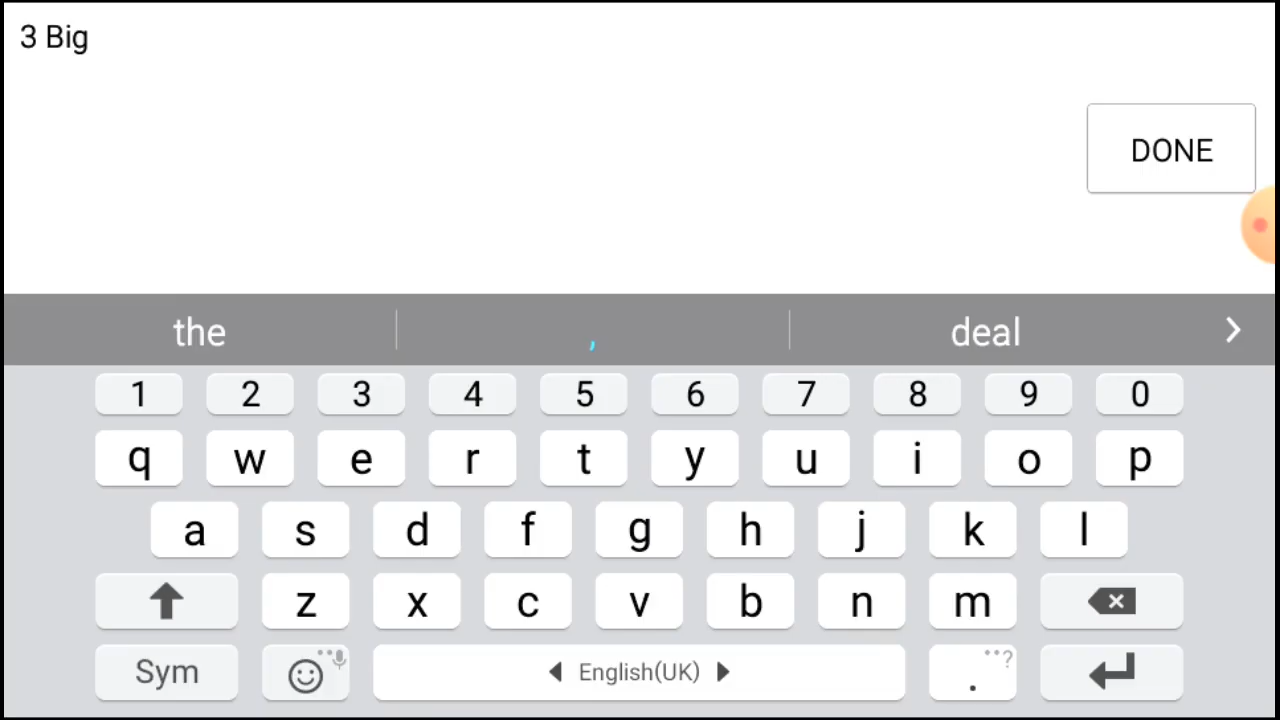 3 Big
DONE
the , deal
1 2 3 4 5 6 7 8 9 0
q w e r t y u i o p
a s d f g h j k l
z x c v b n m
Sym English(UK) . ?